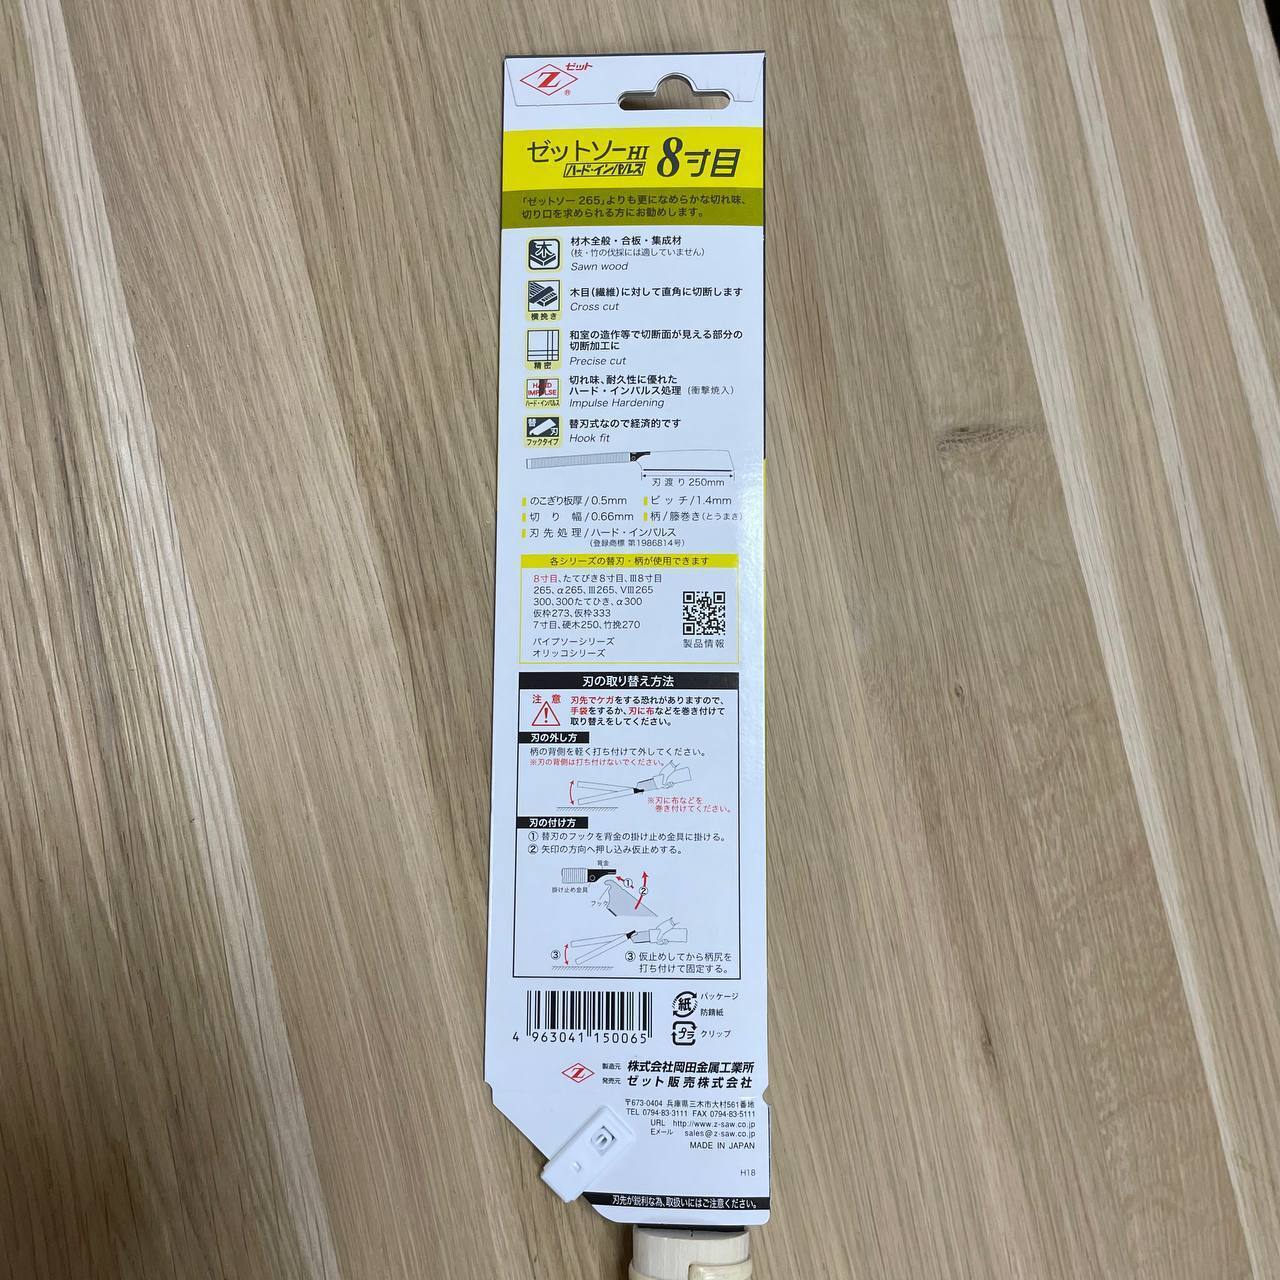 ゼット
Z
®
ゼットソーHI
ハード・インパルス
8寸目
「ゼットソー265」よりも更になめらかな切れ味、
切り口を求められる方にお勧めします。
木
材木全般・合板・集成材
(枝・竹の伐採には適していません)
Sawn wood
横挽き
木目(繊維)に対して直角に切断します
Cross cut
精密
和室の造作等で切断面が見える部分の
切断加工に
Precise cut
HARD
IMPULSE
ハード・インパルス
切れ味、耐久性に優れた
ハード・インパルス処理 (衝撃焼入)
Impulse Hardening
替刃
フックタイプ
替刃式なので経済的です
Hook fit
刃渡り250mm
のこぎり板厚/0.5mm ピッチ/1.4mm
切り幅/0.66mm 柄/籐巻き(とうまき)
刃先処理/ハード・インパルス
(登録商標 第1986814号)
各シリーズの替刃・柄が使用できます
8寸目、たてびき8寸目、Ⅲ8寸目
265、α265、Ⅲ265、VⅢ265
300、300たてひき、α300
仮枠273、仮枠333
7寸目、硬木250、竹挽270
パイプソーシリーズ
オリッコシリーズ
製品情報
刃の取り替え方法
注意
刃先でケガをする恐れがありますので、
手袋をするか、刃に布などを巻き付けて
取り替えをしてください。
刃の外し方
柄の背側を軽く打ち付けて外してください。
※刃の背側は打ち付けないでください。
※刃に布などを
巻き付けてください。
刃の付け方
① 替刃のフックを背金の掛け止め金具に掛ける。
② 矢印の方向へ押し込み仮止めする。
背金
掛け止め金具
フック
①
②
③
③ 仮止めしてから柄尻を
打ち付けて固定する。
4 963041 150065
紙
パッケージ
防錆紙
プラ
クリップ
Z
製造元 株式会社岡田金属工業所
発売元 ゼット販売株式会社
〒673-0404 兵庫県三木市大村561番地
TEL 0794-83-3111 FAX 0794-83-5111
URL http://www.z-saw.co.jp
Eメール sales@z-saw.co.jp
MADE IN JAPAN
H18
刃先が鋭利な為、取扱いにはご注意ください。